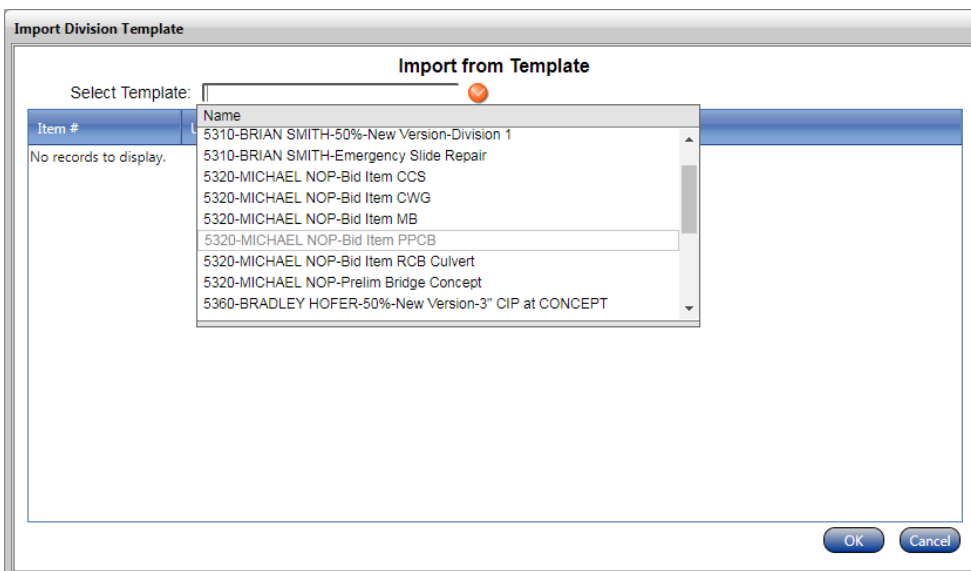 Import Division Template
Import from Template
Select Template:
Name
Item #
U
5310-BRIAN SMITH-50%-New Version-Division 1
5310-BRIAN SMITH-Emergency Slide Repair
No records to display.
5320-MICHAEL NOP-Bid Item CCS
5320-MICHAEL NOP-Bid Item CWG
5320-MICHAEL NOP-Bid Item MB
5320-MICHAEL NOP-Bid Item PPCB
5320-MICHAEL NOP-Bid Item RCB Culvert
5320-MICHAEL NOP-Prelim Bridge Concept
5360-BRADLEY HOFER-50%-New Version-3" CIP at CONCEPT
OK Cancel